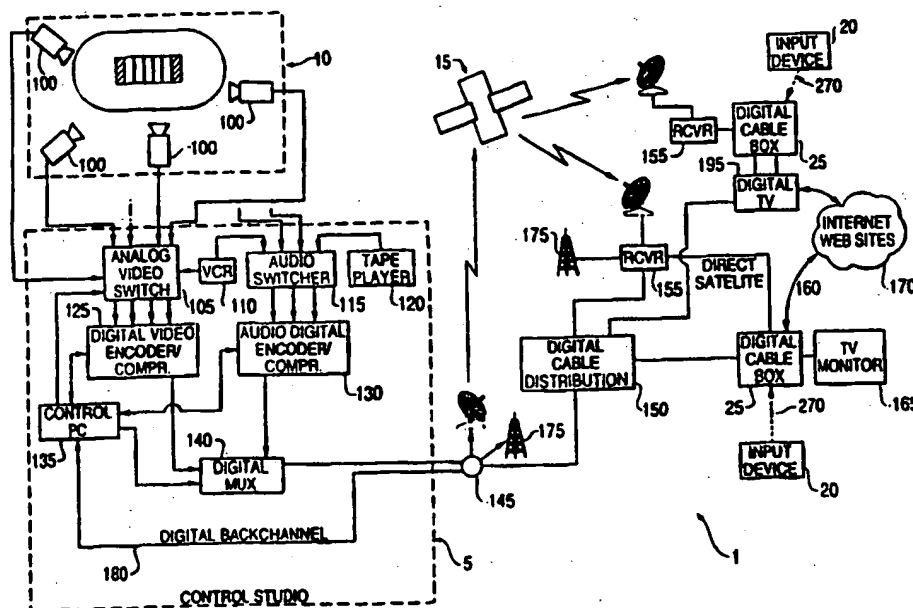 100
10
100
100
100
15
20
INPUT
DEVICE
270
RCVR
155
DIGITAL
CABLE
BOX
25
195
DIGITAL
TV
INTERNET
WEB SITES
170
175
RCVR
155
DIRECT
SATELITE
160
ANALOG
VIDEO
SWITCH
105
VCR
110
AUDIO
SWITCHER
115
TAPE
PLAYER
120
125
DIGITAL VIDEO
ENCODER/
COMPR.
AUDIO DIGITAL
ENCODER/
COMPR.
130
DIGITAL CABLE
DISTRIBUTION
150
DIGITAL
CABLE
BOX
25
TV
MONITOR
165
270
INPUT
DEVICE
20
CONTROL
PC
135
140
DIGITAL
MUX
175
145
DIGITAL BACKCHANNEL
180
5
1
CONTROL STUDIO